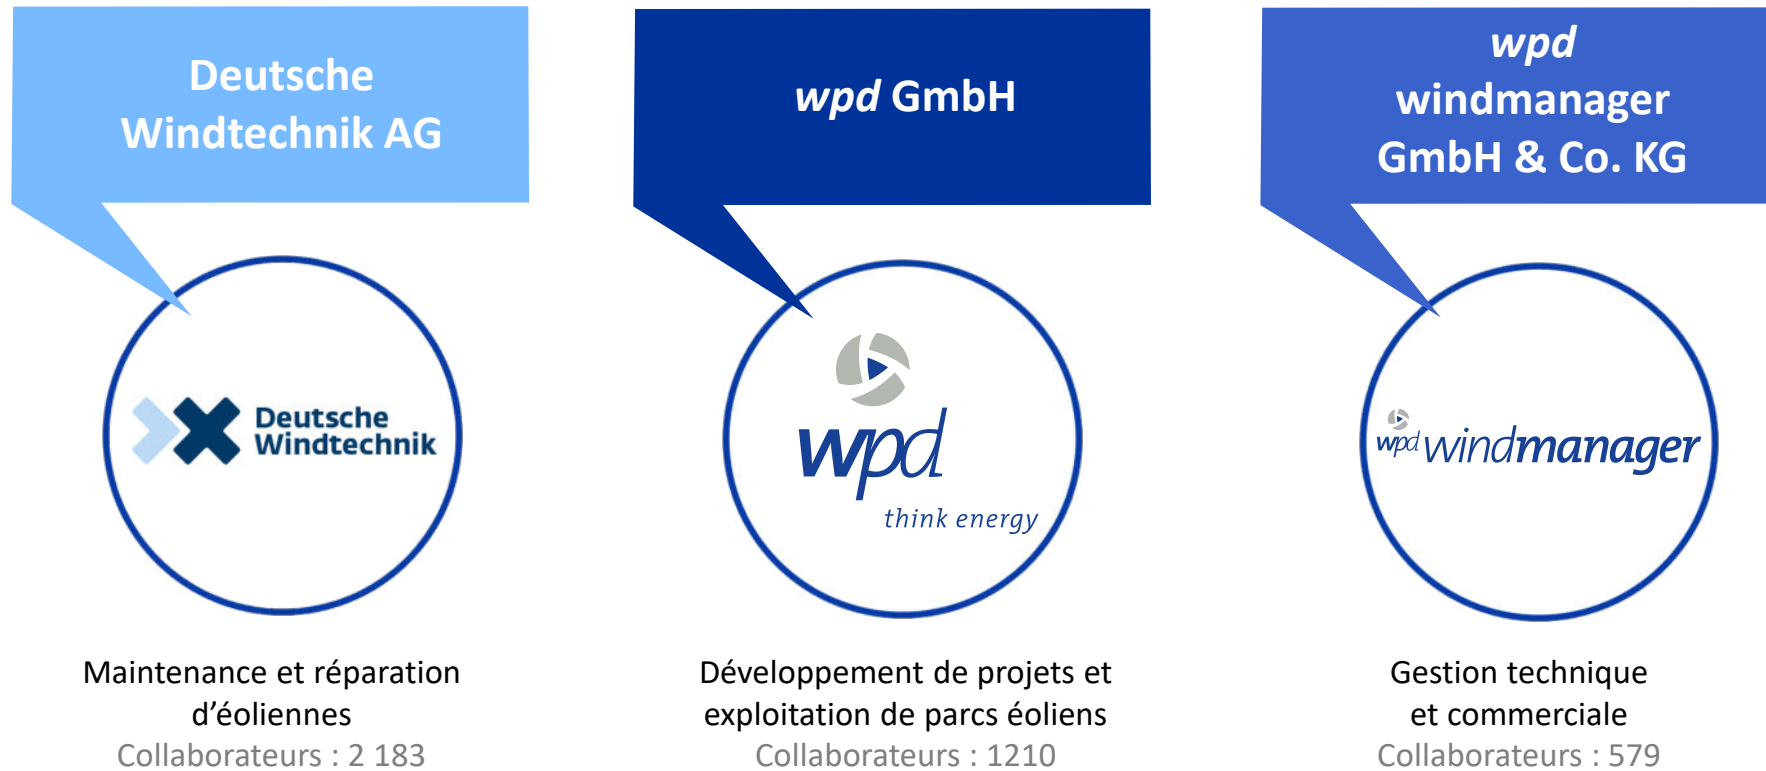 Deutsche
Windtechnik AG
wpd GmbH
wpd
windmanager
GmbH & Co. KG
Deutsche
Windtechnik
wpd
think energy
wpd windmanager
Maintenance et réparation
d’éoliennes
Collaborateurs : 2 183
Développement de projets et
exploitation de parcs éoliens
Collaborateurs : 1210
Gestion technique
et commerciale
Collaborateurs : 579